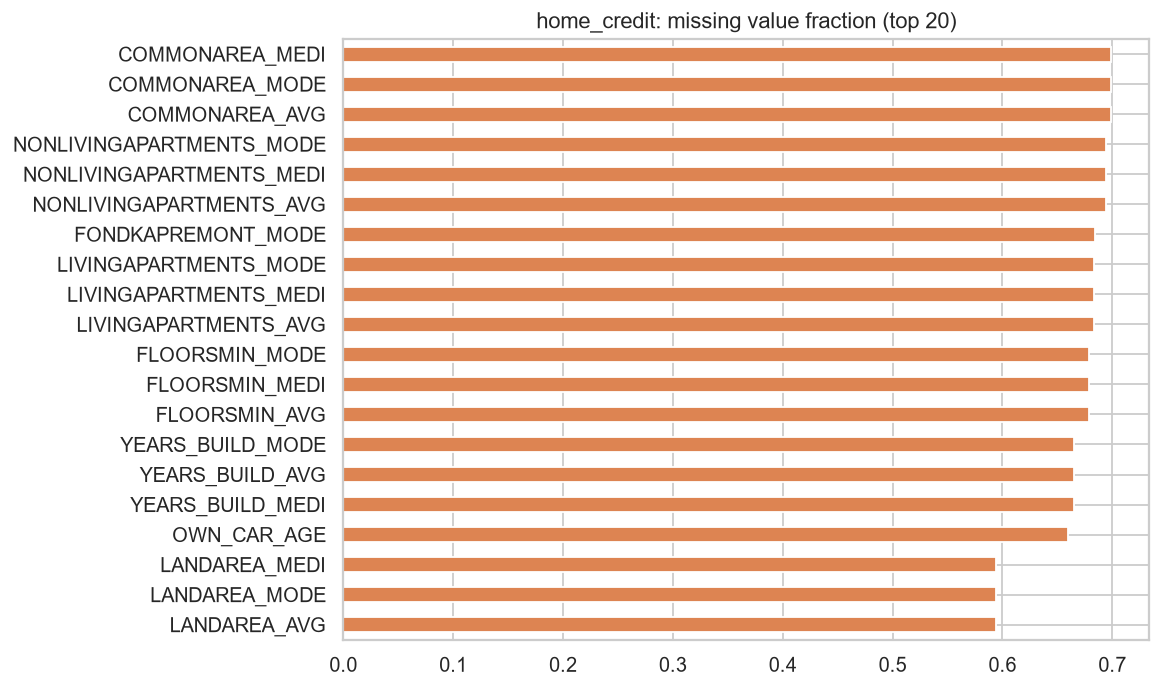 home_credit: missing value fraction (top 20)
COMMONAREA_MEDI
COMMONAREA_MODE
COMMONAREA_AVG
NONLIVINGAPARTMENTS_MODE
NONLIVINGAPARTMENTS_MEDI
NONLIVINGAPARTMENTS_AVG
FONDKAPREMONT_MODE
LIVINGAPARTMENTS_MODE
LIVINGAPARTMENTS_MEDI
LIVINGAPARTMENTS_AVG
FLOORSMIN_MODE
FLOORSMIN_MEDI
FLOORSMIN_AVG
YEARS_BUILD_MODE
YEARS_BUILD_AVG
YEARS_BUILD_MEDI
OWN_CAR_AGE
LANDAREA_MEDI
LANDAREA_MODE
LANDAREA_AVG
0.0 0.1 0.2 0.3 0.4 0.5 0.6 0.7